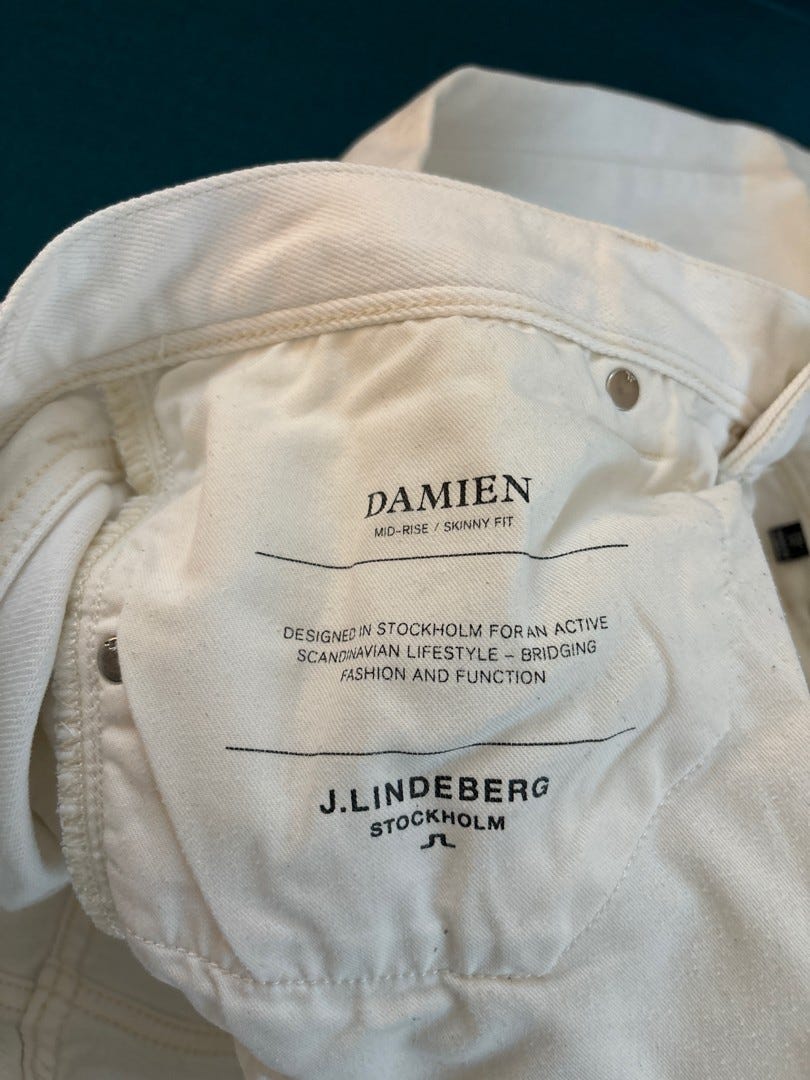 DAMIEN
MID-RISE / SKINNY FIT
DESIGNED IN STOCKHOLM FOR AN ACTIVE
SCANDINAVIAN LIFESTYLE – BRIDGING
FASHION AND FUNCTION
J.LINDEBERG
STOCKHOLM